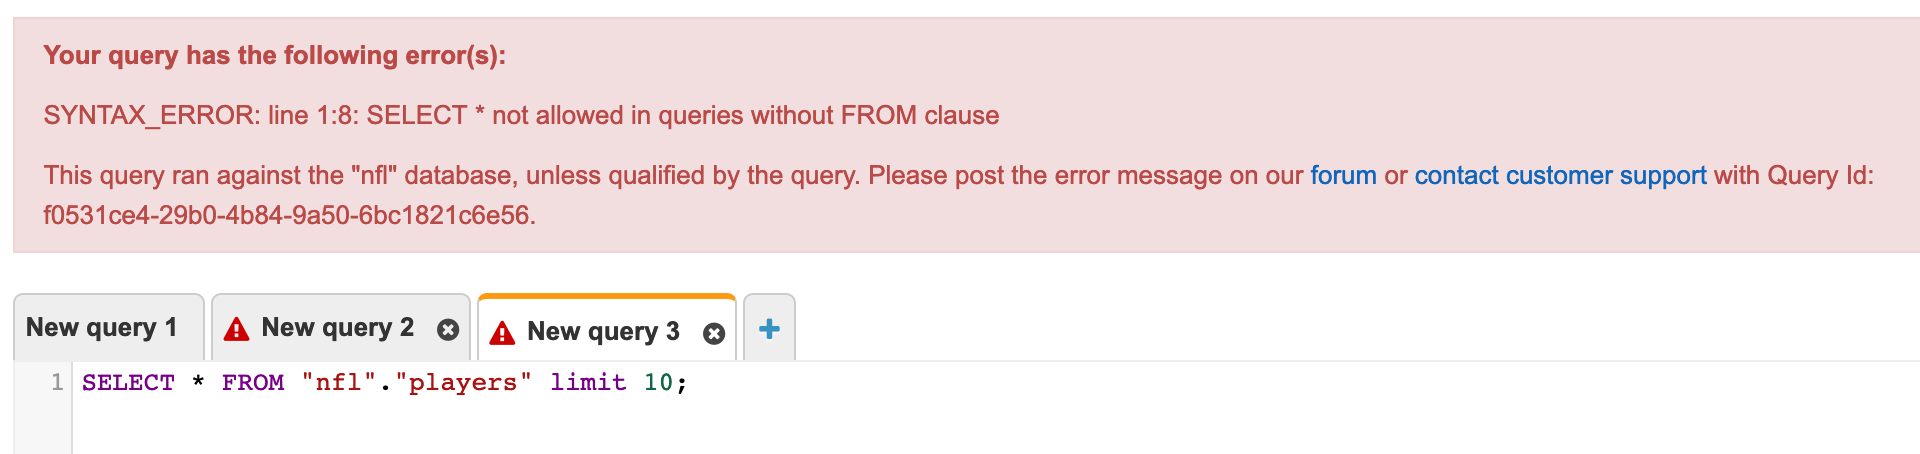 Your query has the following error(s):
SYNTAX_ERROR: line 1:8: SELECT * not allowed in queries without FROM clause
This query ran against the "nfl" database, unless qualified by the query. Please post the error message on our forum or contact customer support with Query Id:
f0531ce4-29b0-4b84-9a50-6bc1821c6e56.
New query 1 New query 2 New query 3 +
1 SELECT * FROM "nfl"."players" limit 10;